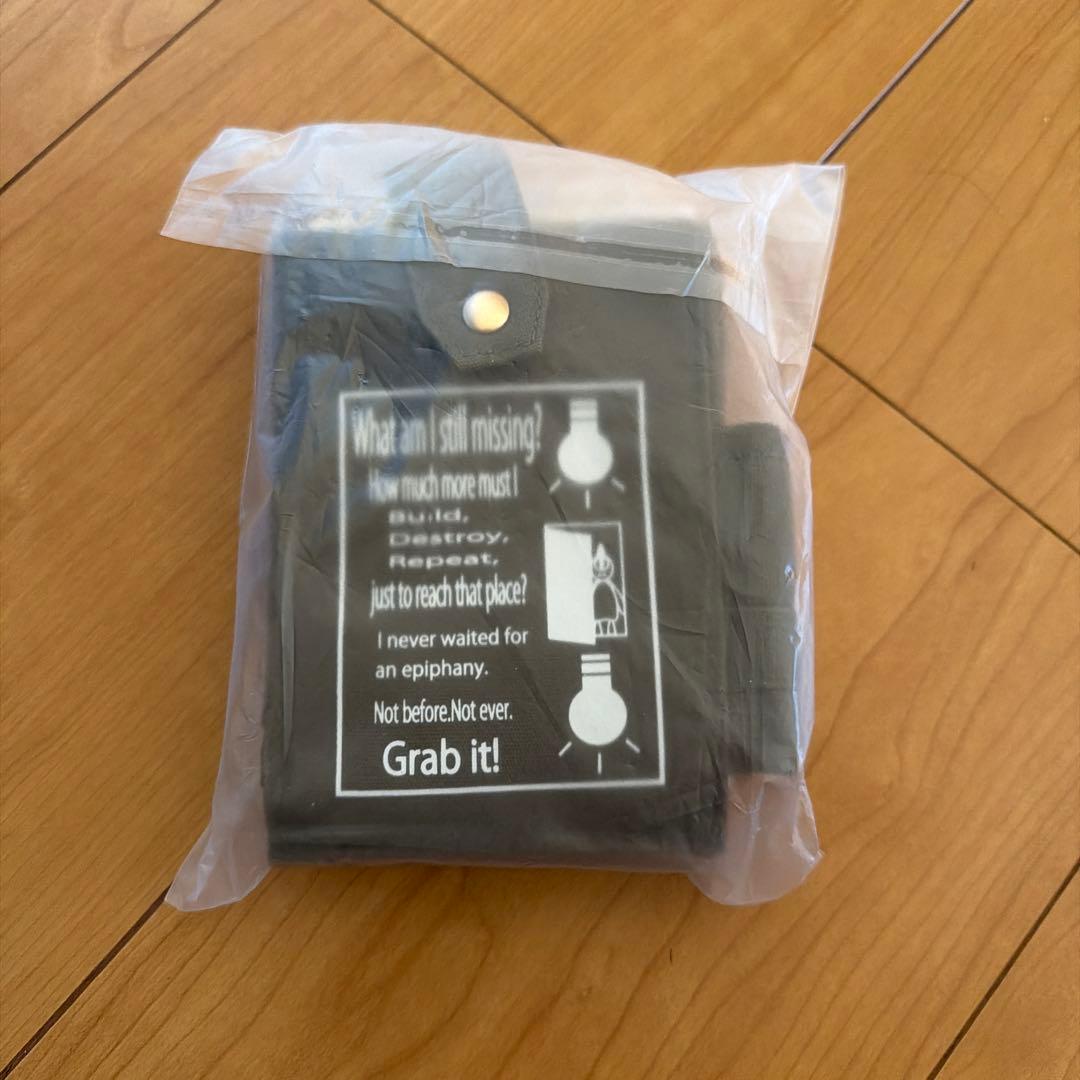 What am I still missing?
How much more must I
Build,
Destroy,
Repeat,
just to reach that place?
I never waited for
an epiphany.
Not before.Not ever.
Grab it!